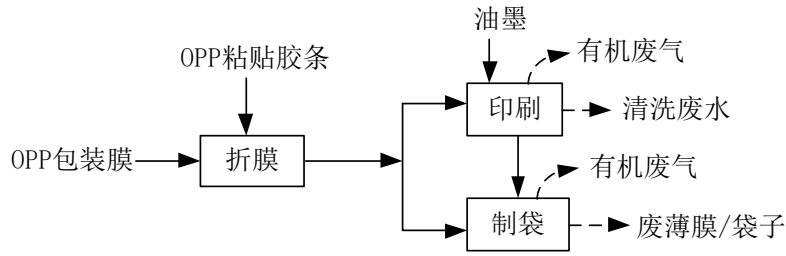 油墨
有机废气
OPP粘贴胶条
印刷
清洗废水
OPP包装膜
折膜
有机废气
制袋
废薄膜/袋子